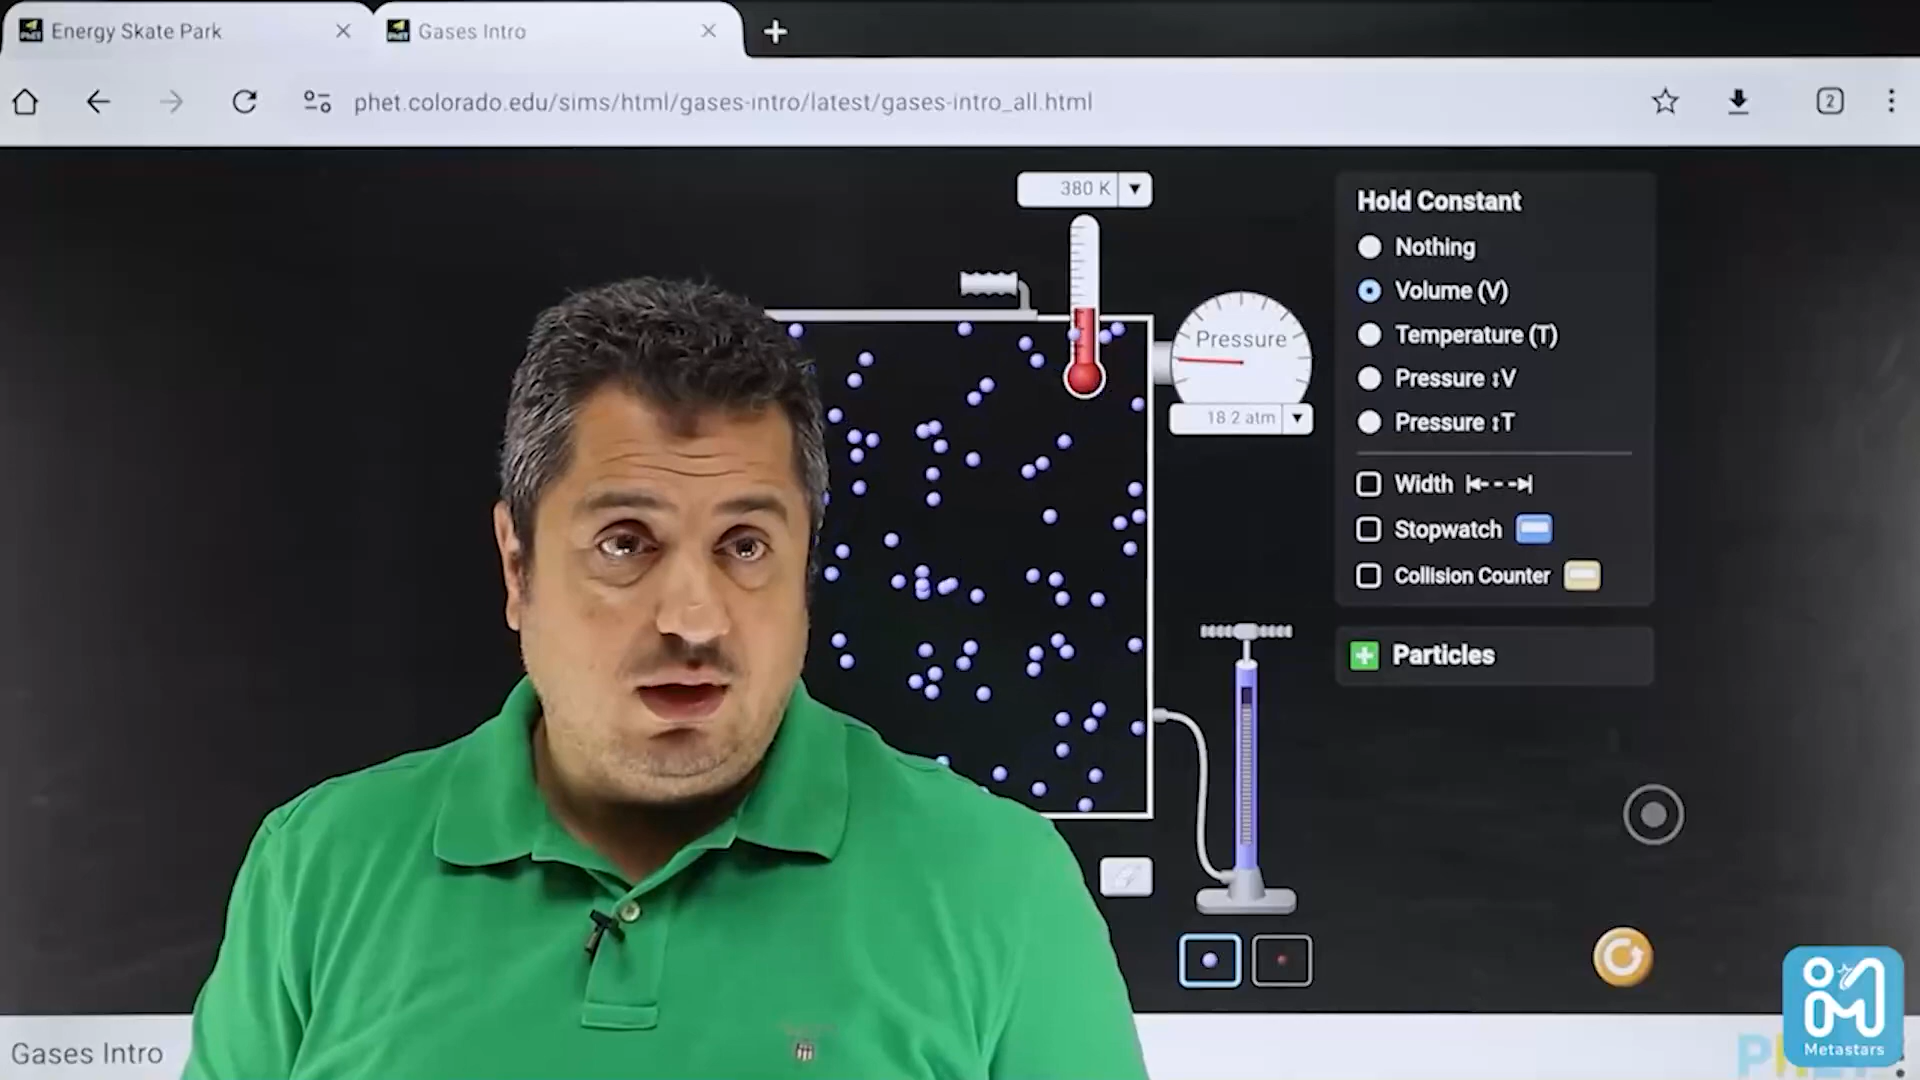 Energy Skate Park
Gases Intro
phet.colorado.edu/sims/html/gases-intro/latest/gases-intro_all.html
2
380 K
Hold Constant
Nothing
Volume (V)
Temperature (T)
Pressure ↕V
Pressure ↕T
Pressure
18.2 atm
Width
Stopwatch
Collision Counter
Particles
Gases Intro
Metastars